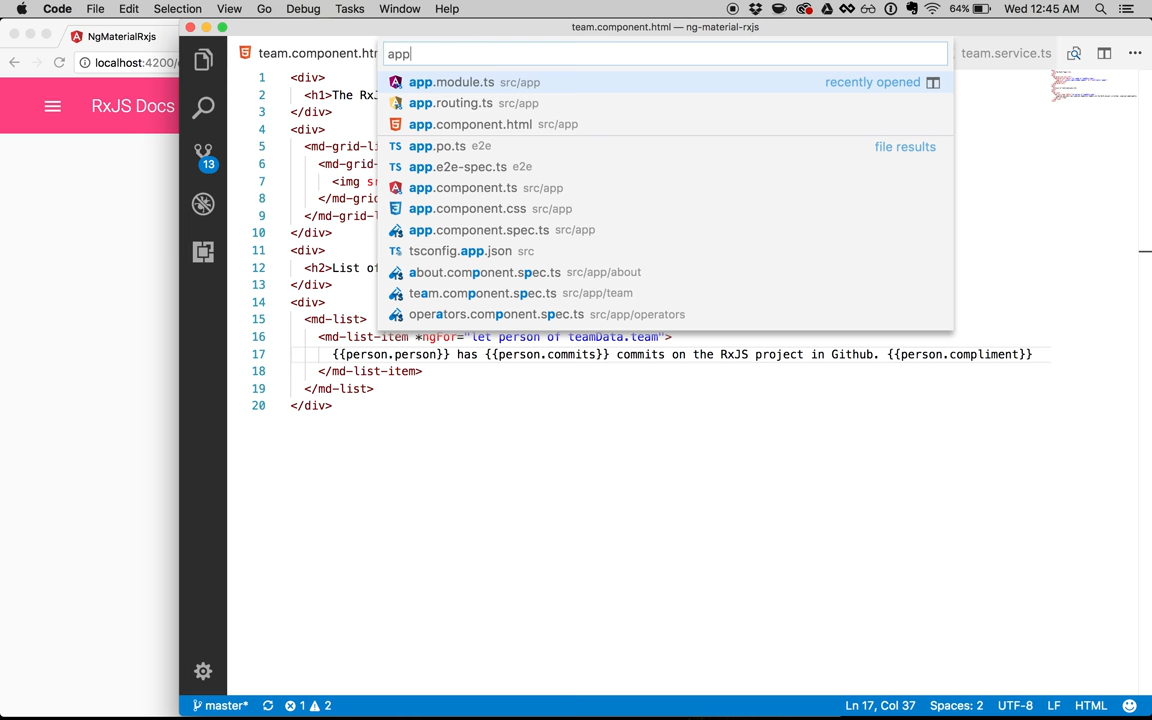 Code File Edit Selection View Go Debug Tasks Window Help 64% Wed 12:45 AM
NgMaterialRxjs
team.component.html — ng-material-rxjs
localhost:4200/
RxJS Docs
team.component.htm
team.service.ts
app
app.module.ts src/app recently opened
app.routing.ts src/app
app.component.html src/app
app.po.ts e2e file results
app.e2e-spec.ts e2e
app.component.ts src/app
app.component.css src/app
app.component.spec.ts src/app
tsconfig.app.json src
about.component.spec.ts src/app/about
team.component.spec.ts src/app/team
operators.component.spec.ts src/app/operators
13
1 <div>
2 <h1>The RxJ
3 </div>
4 <div>
5 <md-grid-li
6 <md-grid-
7 <img sr
8 </md-grid
9 </md-grid-l
10 </div>
11 <div>
12 <h2>List of
13 </div>
14 <div>
15 <md-list>
16 <md-list-item *ngFor="let person of teamData.team">
17 {{person.person}} has {{person.commits}} commits on the RxJS project in Github. {{person.compliment}}
18 </md-list-item>
19 </md-list>
20 </div>
master* 1 2 Ln 17, Col 37 Spaces: 2 UTF-8 LF HTML